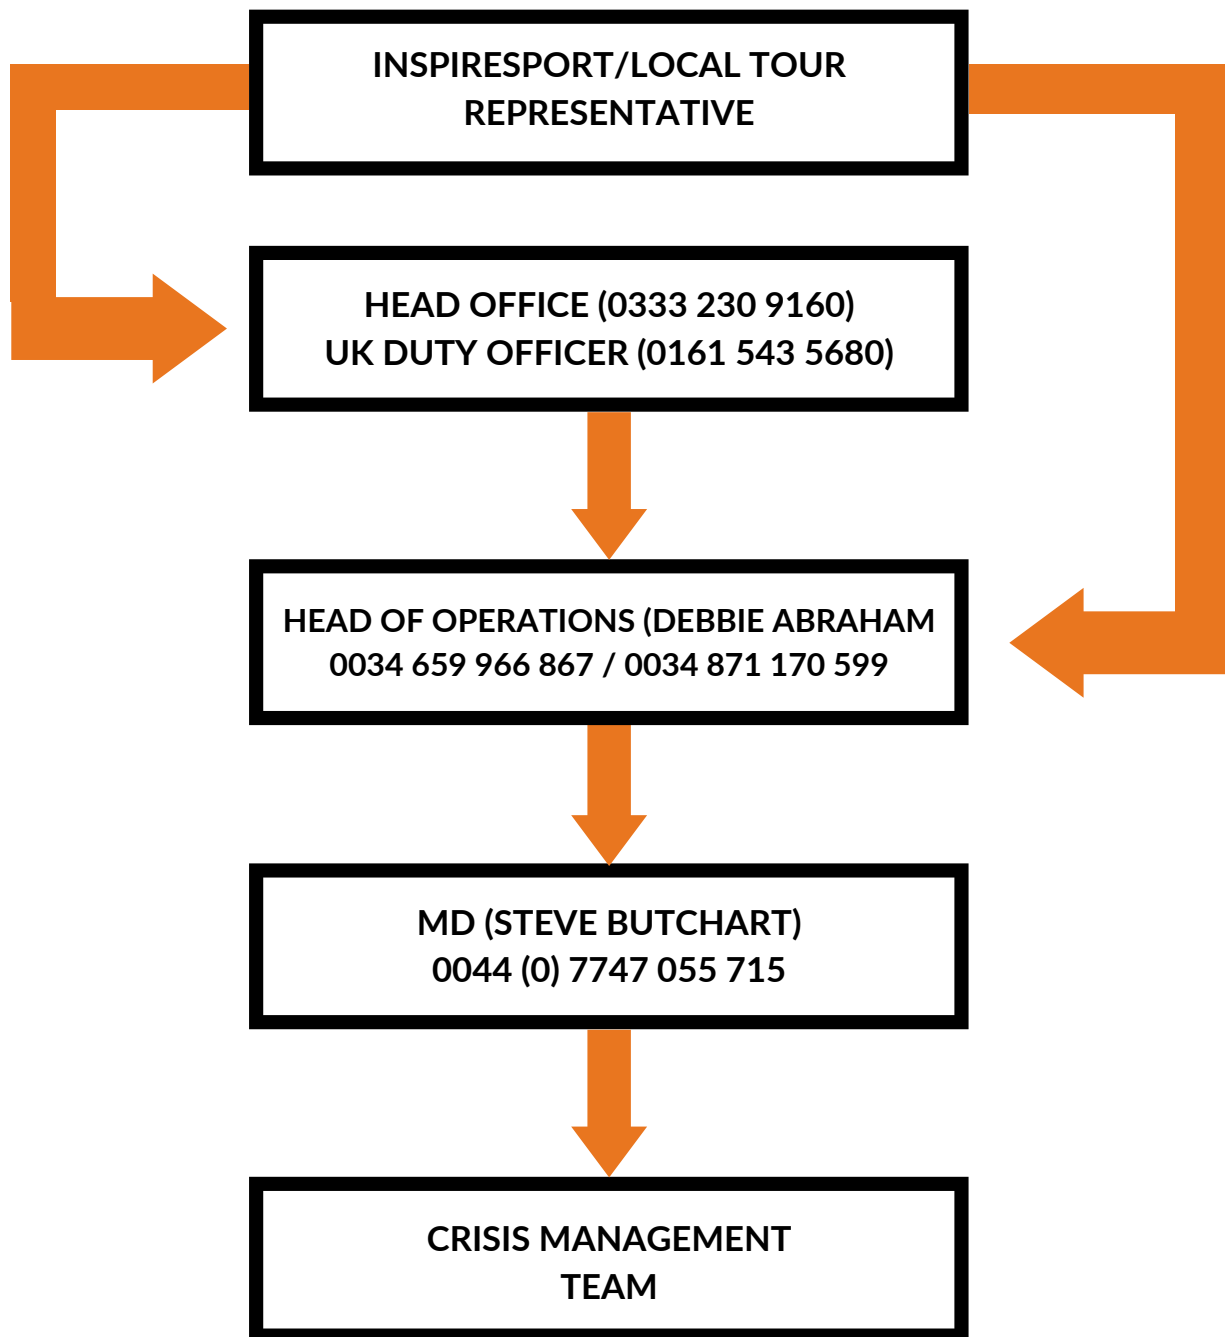 INSPIRESPORT/LOCAL TOUR
REPRESENTATIVE
HEAD OFFICE (0333 230 9160)
UK DUTY OFFICER (0161 543 5680)
HEAD OF OPERATIONS (DEBBIE ABRAHAM
0034 659 966 867 / 0034 871 170 599
MD (STEVE BUTCHART)
0044 (0) 7747 055 715
CRISIS MANAGEMENT
TEAM